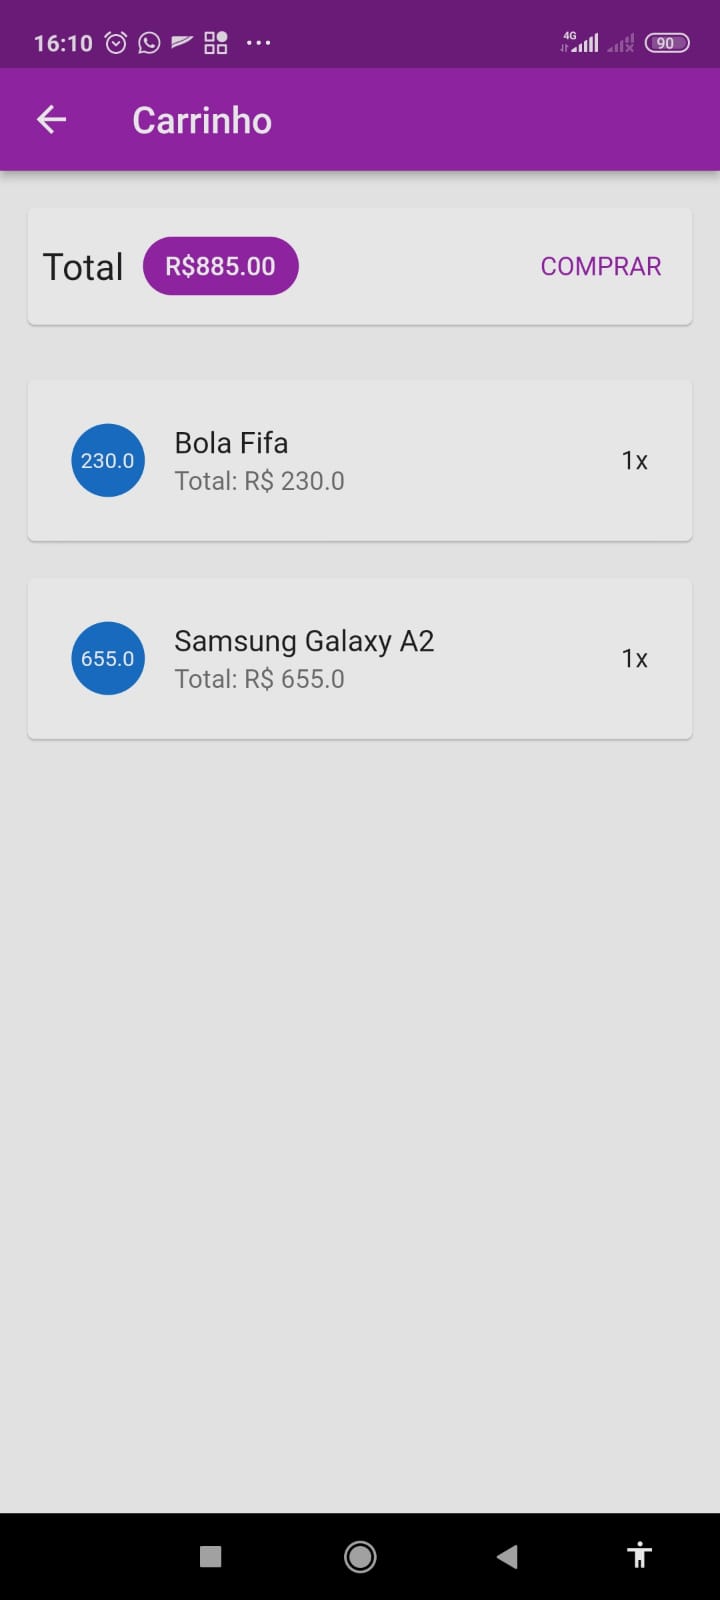 16:10
4G
90
Carrinho
Total R$885.00 COMPRAR
230.0
Bola Fifa
Total: R$ 230.0
1x
655.0
Samsung Galaxy A2
Total: R$ 655.0
1x